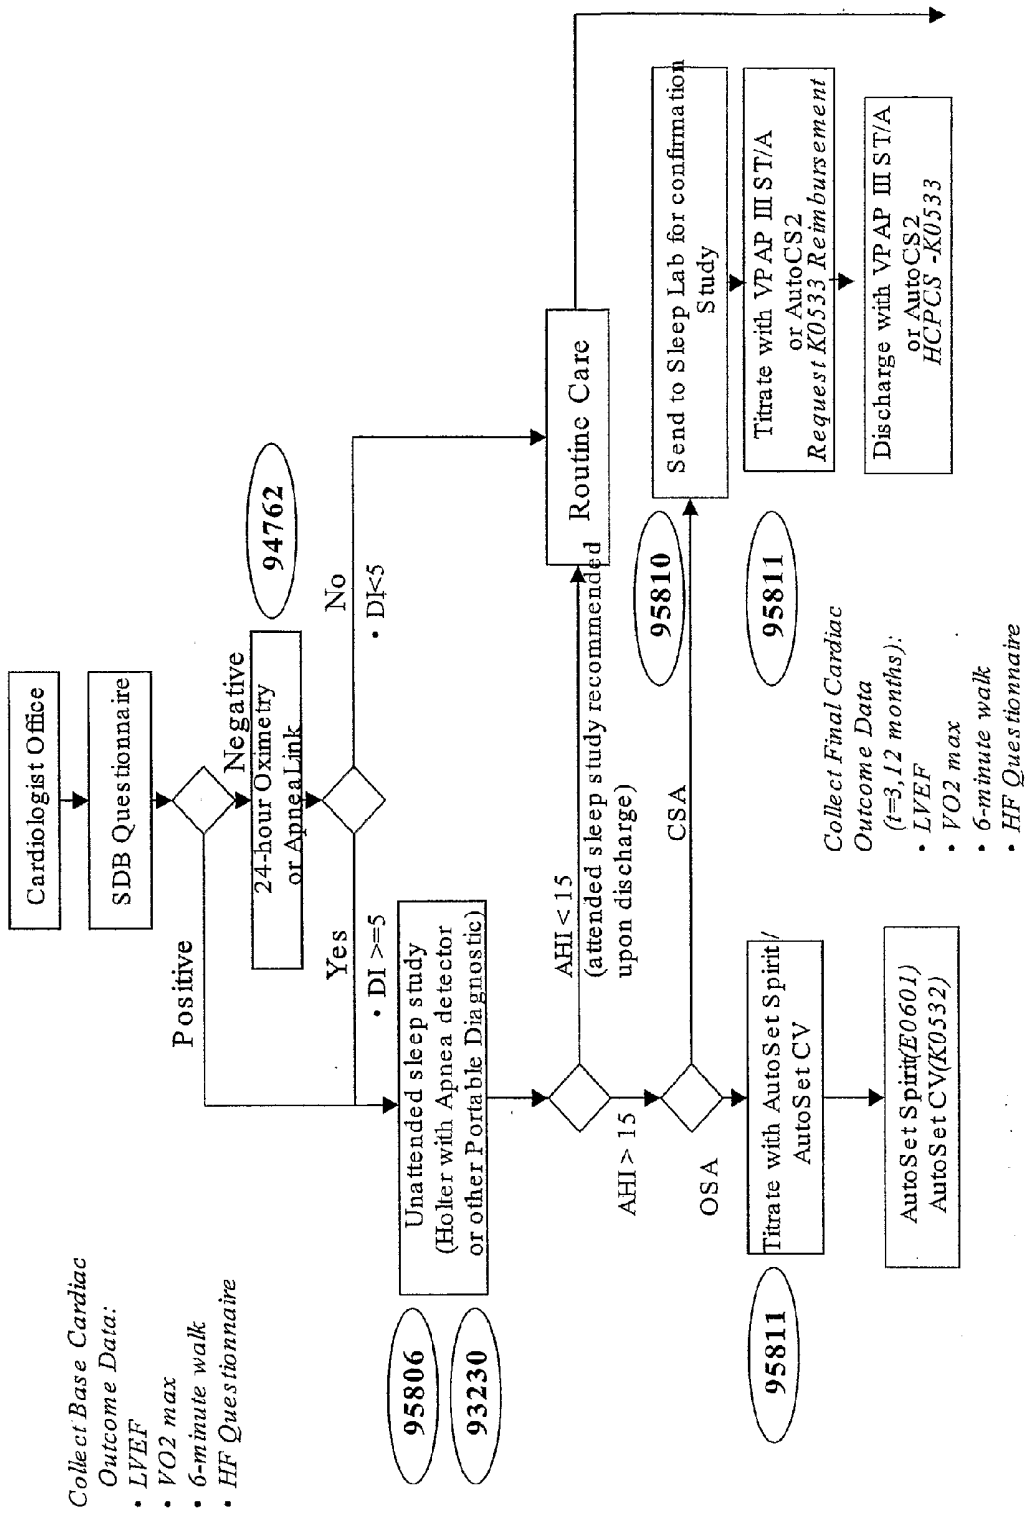 Cardiologist Office
SDB Questionnaire
Positive
Negative
24-hour Oximetry
or ApneaLink
94762
Yes
• DI >=5
No
• DI<5
Collect Base Cardiac
Outcome Data:
• LVEF
• VO2 max
• 6-minute walk
• HF Questionnaire
95806
93230
Unattended sleep study
(Holter with Apnea detector
or other Portable Diagnostic)
AHI < 15
(attended sleep study recommended
upon discharge)
Routine Care
AHI > 15
CSA
OSA
95810
Send to Sleep Lab for confirmation
Study
95811
Titrate with AutoSet Spirit /
AutoSet CV
95811
Titrate with VPAP III ST/A
or AutoCS2
Request K0533 Reimbursement
AutoSet Spirit(E0601)
AutoSet CV(K0532)
Discharge with VPAP III ST/A
or AutoCS2
HCPCS -K0533
Collect Final Cardiac
Outcome Data
(t=3,12 months):
• LVEF
• VO2 max
• 6-minute walk
• HF Questionnaire